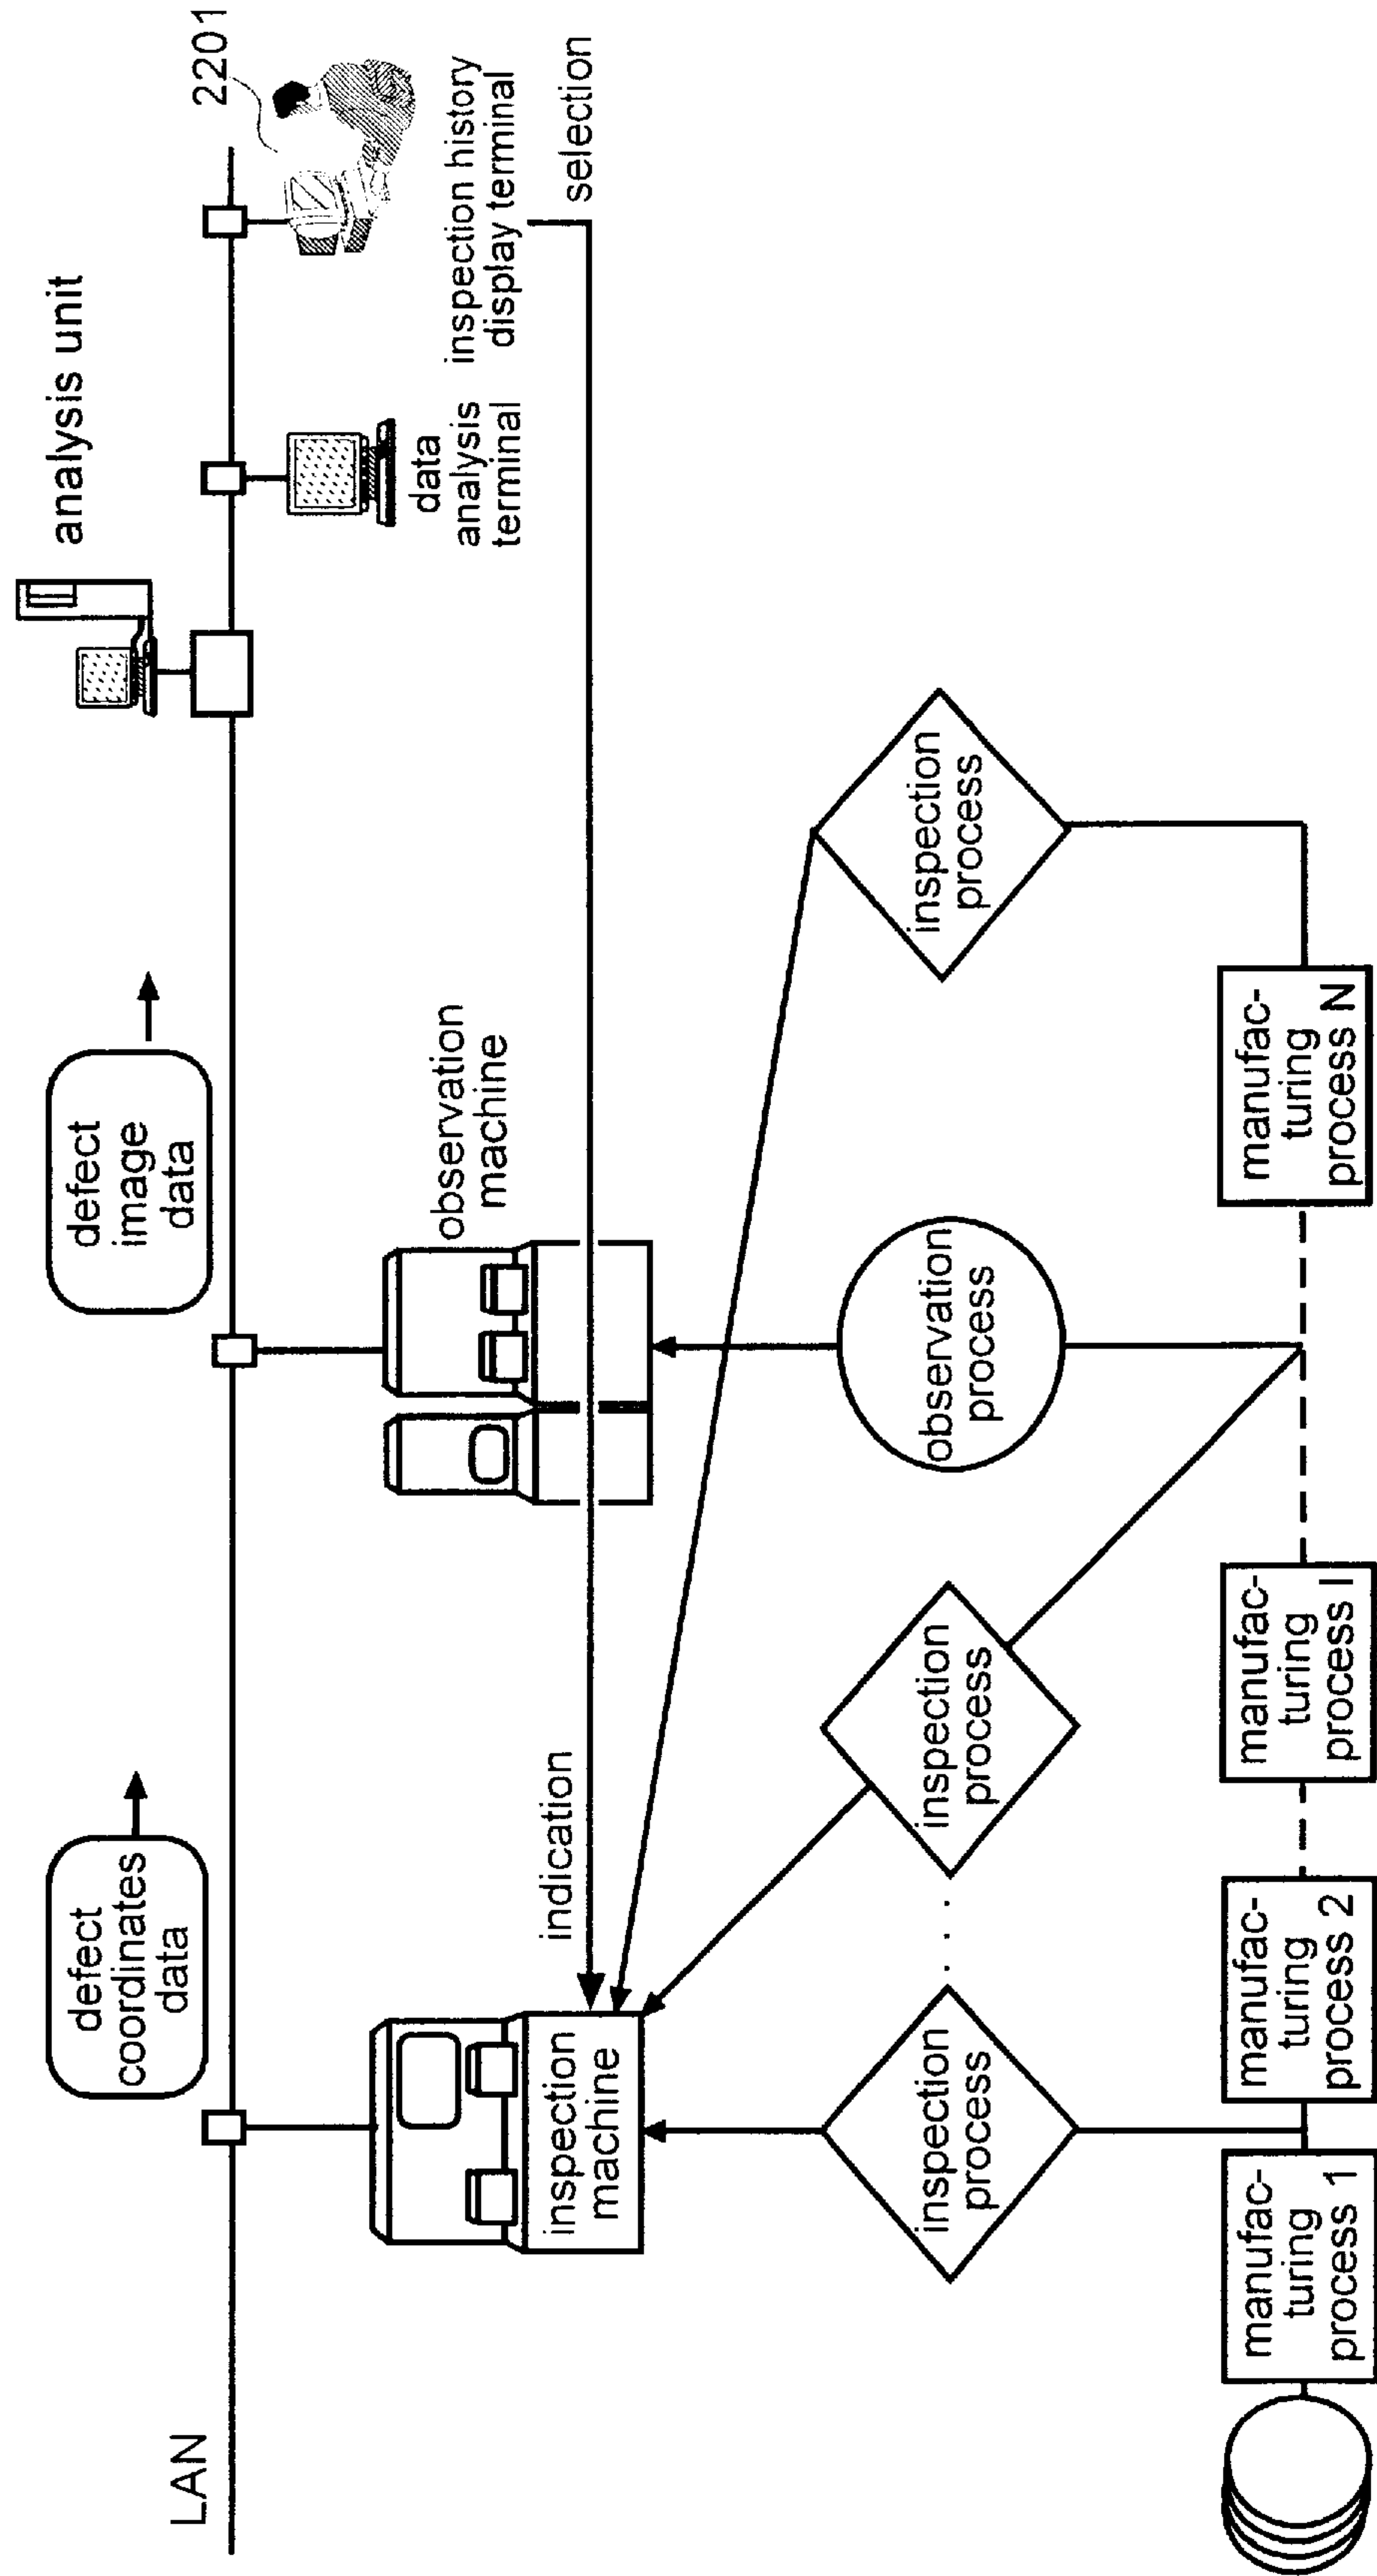 LAN
defect
coordinates
data
defect
image
data
analysis unit
2201
inspection
machine
indication
observation
machine
data
analysis
terminal
inspection history
display terminal
selection
inspection
process
. . .
inspection
process
observation
process
inspection
process
manufac-
turing
process 1
manufac-
turing
process 2
manufac-
turing
process I
manufac-
turing
process N